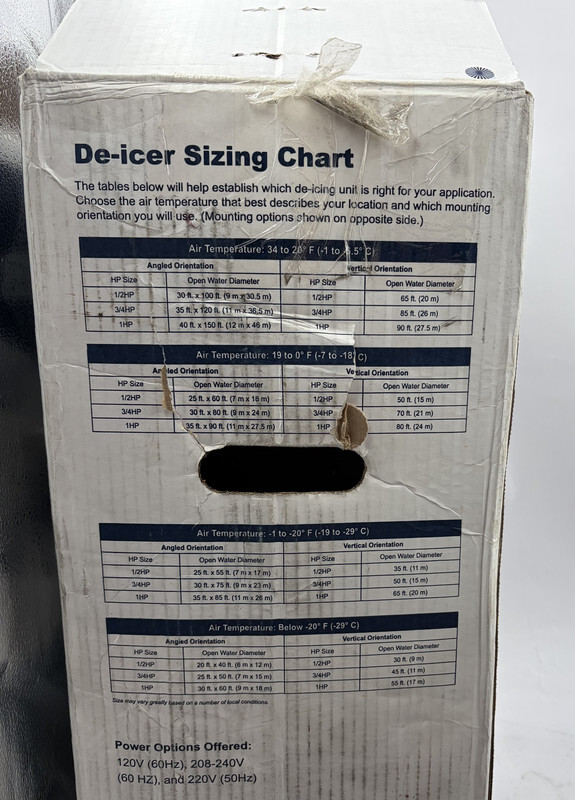 De-icer Sizing Chart
The tables below will help establish which de-icing unit is right for your application.
Choose the air temperature that best describes your location and which mounting
orientation you will use. (Mounting options shown on opposite side.)
Air Temperature: 34 to 20° F (-1 to -6.5° C)
Angled Orientation Vertical Orientation
HP Size Open Water Diameter HP Size Open Water Diameter
1/2HP 30 ft. x 100 ft. (9 m x 30.5 m) 1/2HP 65 ft. (20 m)
3/4HP 35 ft. x 120 ft. (11 m x 36.5 m) 3/4HP 85 ft. (26 m)
1HP 40 ft. x 150 ft. (12 m x 46 m) 1HP 90 ft. (27.5 m)
Air Temperature: 19 to 0° F (-7 to -18° C)
Angled Orientation Vertical Orientation
HP Size Open Water Diameter HP Size Open Water Diameter
1/2HP 25 ft. x 60 ft. (7 m x 18 m) 1/2HP 50 ft. (15 m)
3/4HP 30 ft. x 80 ft. (9 m x 24 m) 3/4HP 70 ft. (21 m)
1HP 35 ft. x 90 ft. (11 m x 27.5 m) 1HP 80 ft. (24 m)
Air Temperature: -1 to -20° F (-19 to -29° C)
Angled Orientation Vertical Orientation
HP Size Open Water Diameter HP Size Open Water Diameter
1/2HP 25 ft. x 55 ft. (7 m x 17 m) 1/2HP 35 ft. (11 m)
3/4HP 30 ft. x 75 ft. (9 m x 23 m) 3/4HP 50 ft. (15 m)
1HP 35 ft. x 85 ft. (11 m x 26 m) 1HP 65 ft. (20 m)
Air Temperature: Below -20° F (-29° C)
Angled Orientation Vertical Orientation
HP Size Open Water Diameter HP Size Open Water Diameter
1/2HP 20 ft. x 40 ft. (6 m x 12 m) 1/2HP 30 ft. (9 m)
3/4HP 25 ft. x 50 ft. (7 m x 15 m) 3/4HP 45 ft. (11 m)
1HP 30 ft. x 60 ft. (9 m x 18 m) 1HP 55 ft. (17 m)
Size may vary greatly based on a number of local conditions.
Power Options Offered:
120V (60Hz), 208-240V
(60 HZ), and 220V (50Hz)